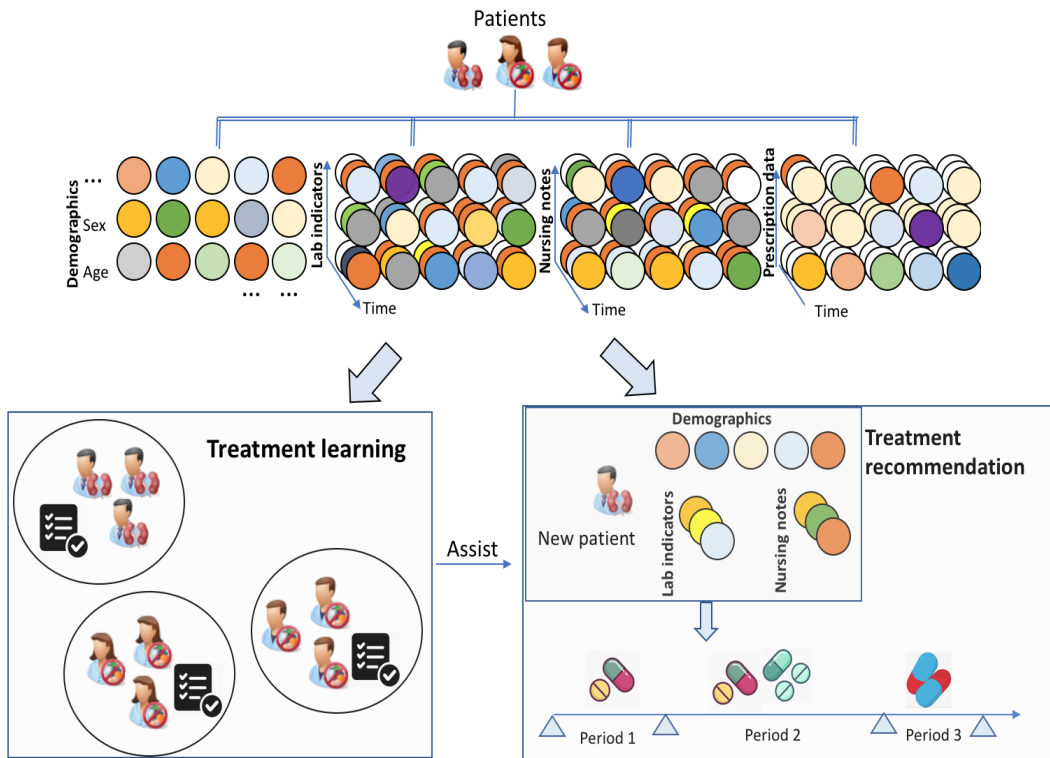 Patients
Demographics
...
Sex
Age
... ...
Lab indicators
Time
Nursing notes
Time
Prescription data
Time
Treatment learning
Assist
Demographics
New patient
Lab indicators
Nursing notes
Treatment
recommendation
Period 1
Period 2
Period 3